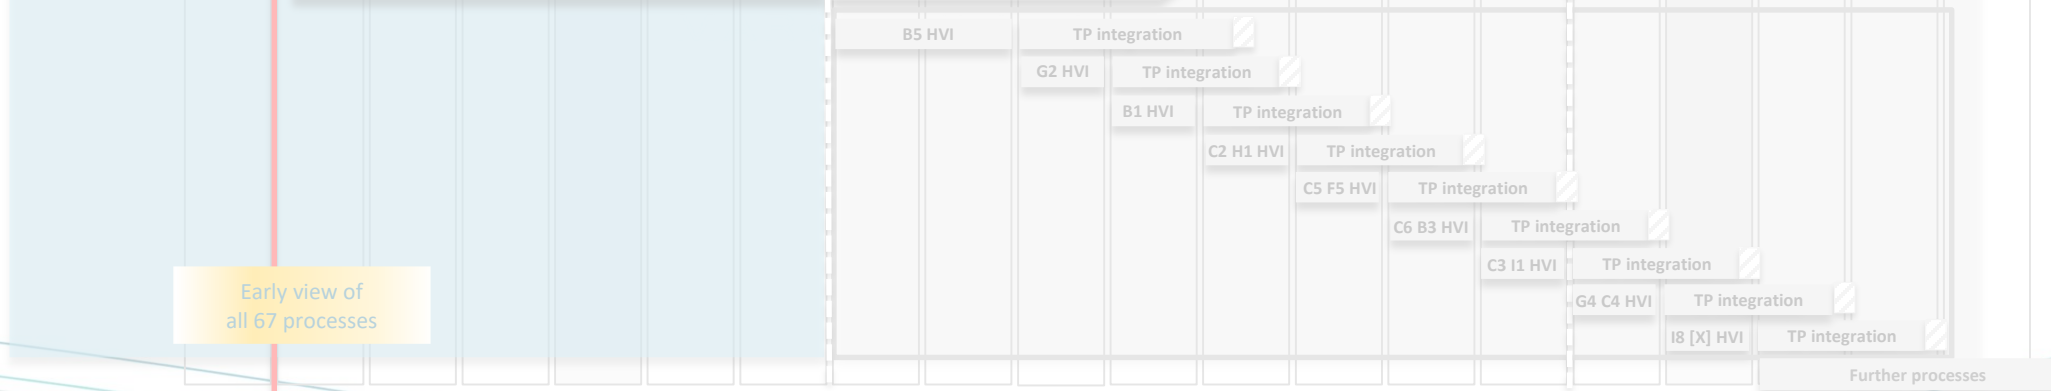 B5 HVI TP integration
G2 HVI TP integration
B1 HVI TP integration
C2 H1 HVI TP integration
C5 F5 HVI TP integration
C6 B3 HVI TP integration
C3 I1 HVI TP integration
Early view of
all 67 processes
G4 C4 HVI TP integration
I8 [X] HVI TP integration
Further processes